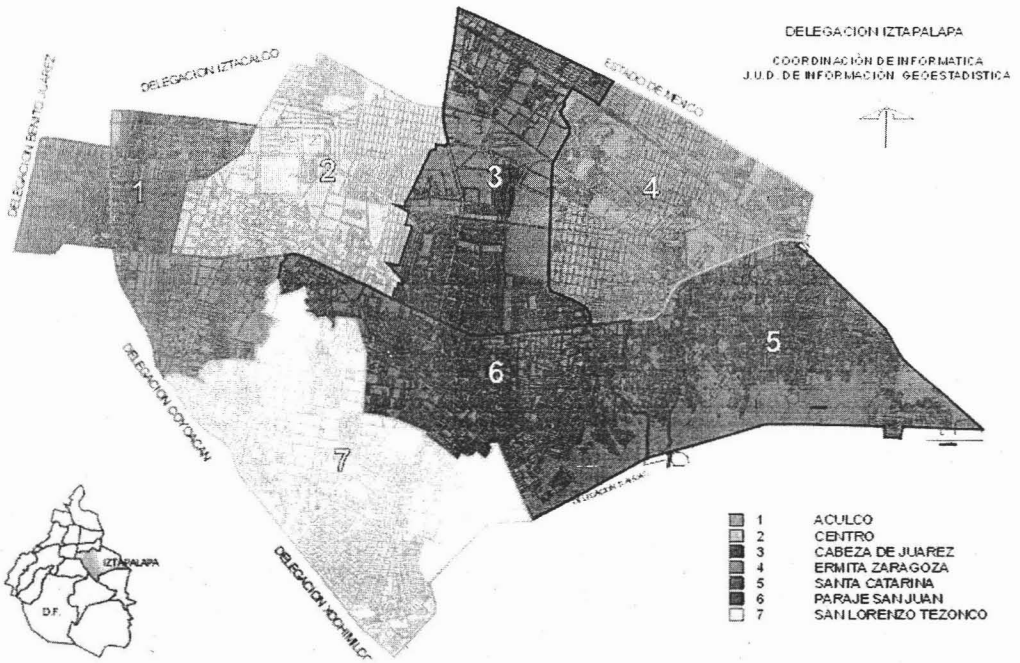 DELEGACION IZTAPALAPA
COORDINACIÓN DE INFORMATICA
J.U.D. DE INFORMACION GEOESTADISTICA
DELEGACION IZTACALCO
DELEGACION BENITO JUAREZ
ESTADO DE MEXICO
1
2
3
4
5
6
7
DELEGACION COYOACAN
DELEGACION XOCHIMILCO
DELEGACION
IZTAPALAPA
D.F.
1 ACULCO
2 CENTRO
3 CABEZA DE JUAREZ
4 ERMITA ZARAGOZA
5 SANTA CATARINA
6 PARAJE SAN JUAN
7 SAN LORENZO TEZONCO